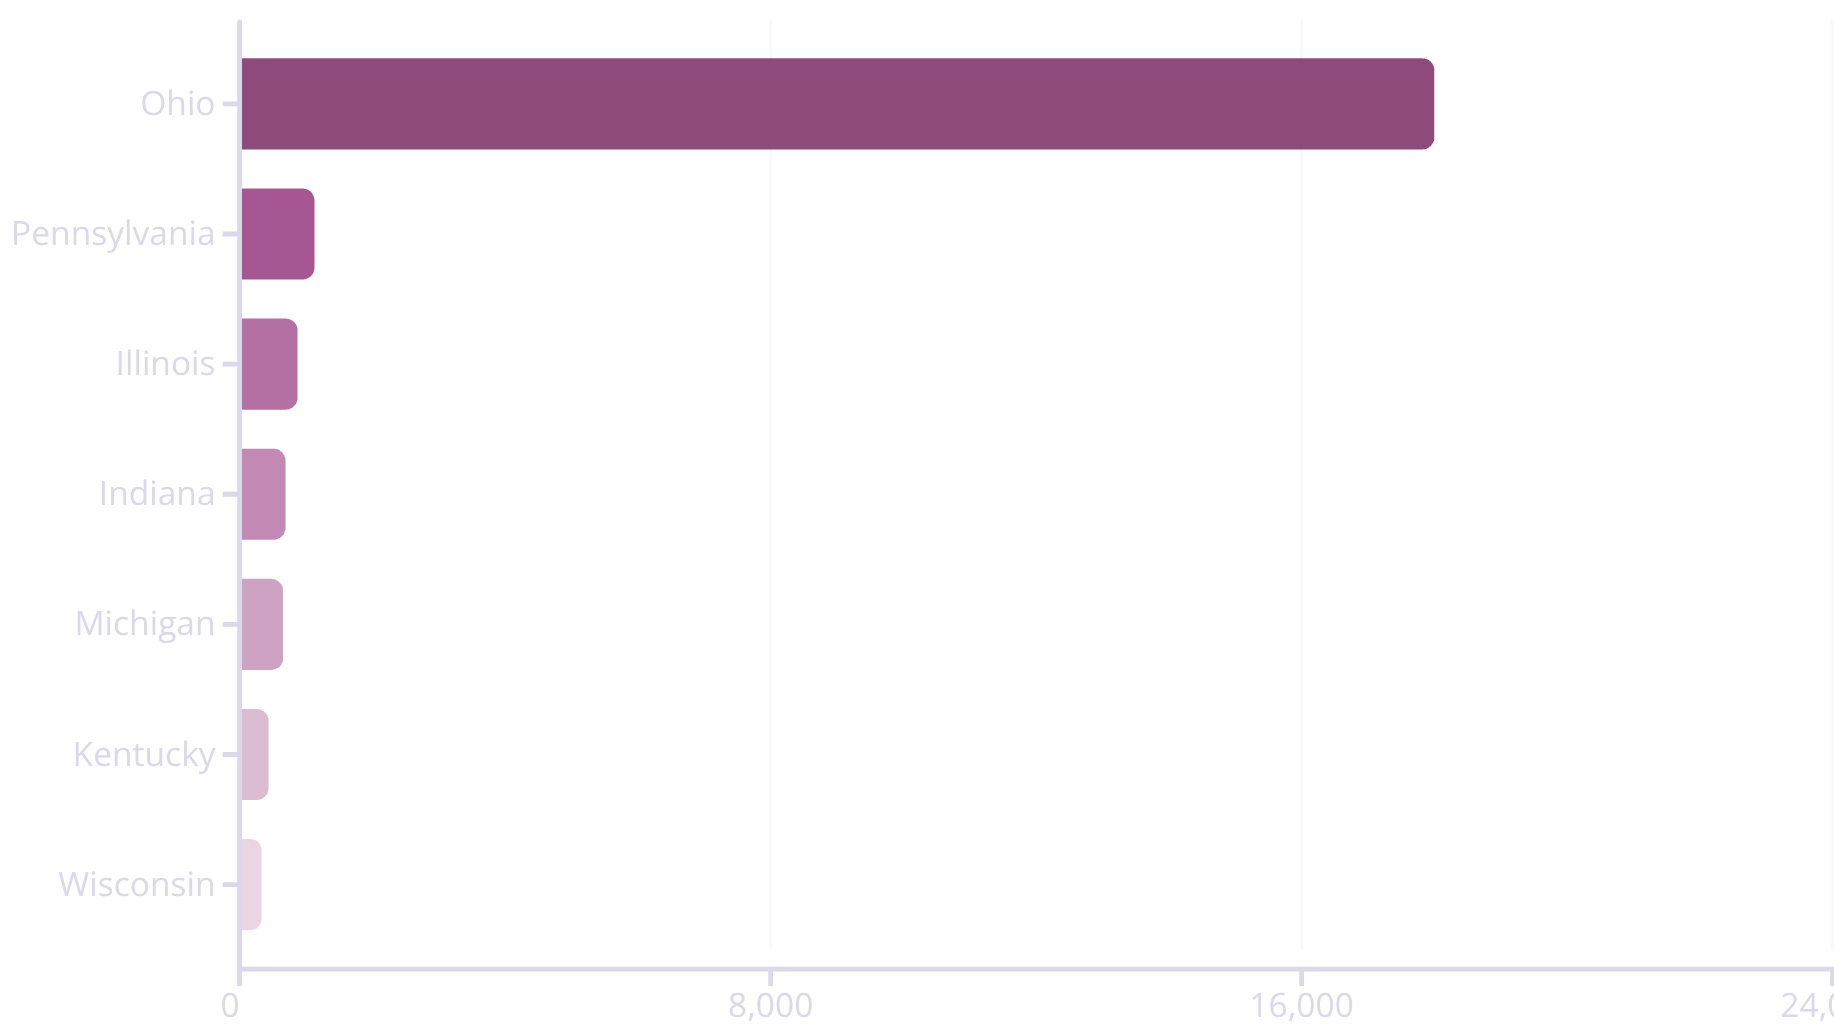 Ohio
Pennsylvania
Illinois
Indiana
Michigan
Kentucky
Wisconsin
0 8,000 16,000